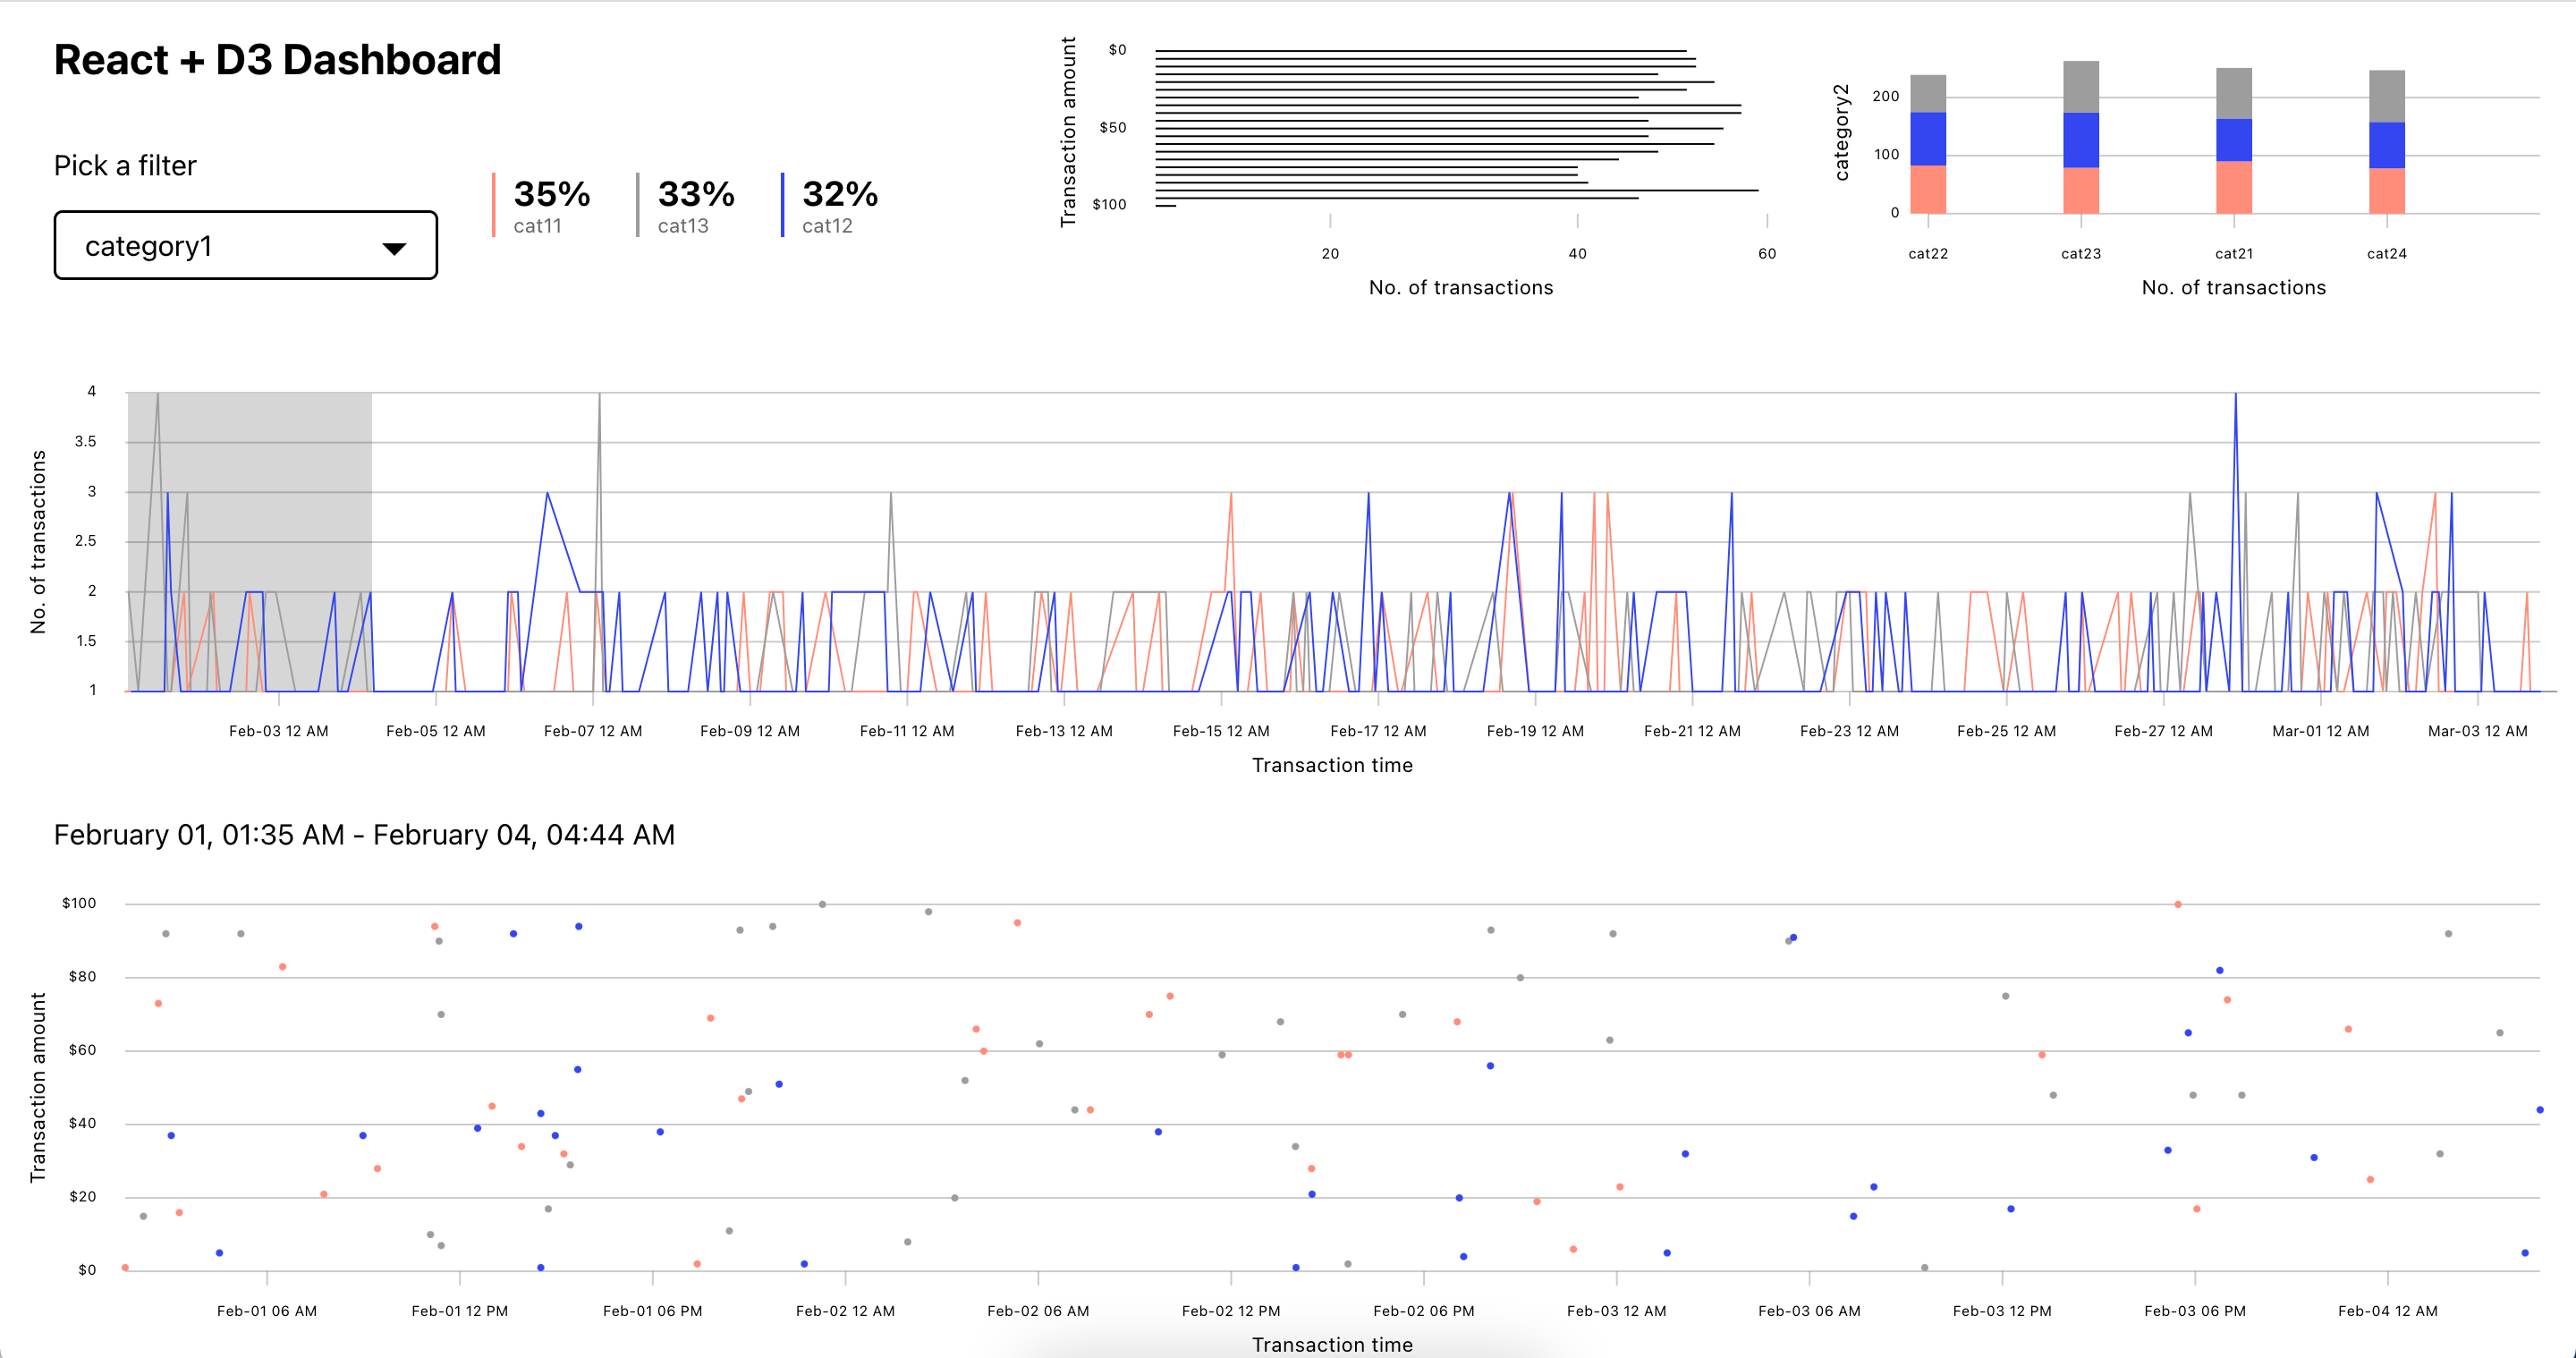 React + D3 Dashboard
Pick a filter
category1
35%
cat11
33%
cat13
32%
cat12
Transaction amount
$0
$50
$100
20 40 60
No. of transactions
category2
200
100
0
cat22 cat23 cat21 cat24
No. of transactions
No. of transactions
4
3.5
3
2.5
2
1.5
1
Feb-03 12 AM Feb-05 12 AM Feb-07 12 AM Feb-09 12 AM Feb-11 12 AM Feb-13 12 AM Feb-15 12 AM Feb-17 12 AM Feb-19 12 AM Feb-21 12 AM Feb-23 12 AM Feb-25 12 AM Feb-27 12 AM Mar-01 12 AM Mar-03 12 AM
Transaction time
February 01, 01:35 AM - February 04, 04:44 AM
Transaction amount
$100
$80
$60
$40
$20
$0
Feb-01 06 AM Feb-01 12 PM Feb-01 06 PM Feb-02 12 AM Feb-02 06 AM Feb-02 12 PM Feb-02 06 PM Feb-03 12 AM Feb-03 06 AM Feb-03 12 PM Feb-03 06 PM Feb-04 12 AM
Transaction time